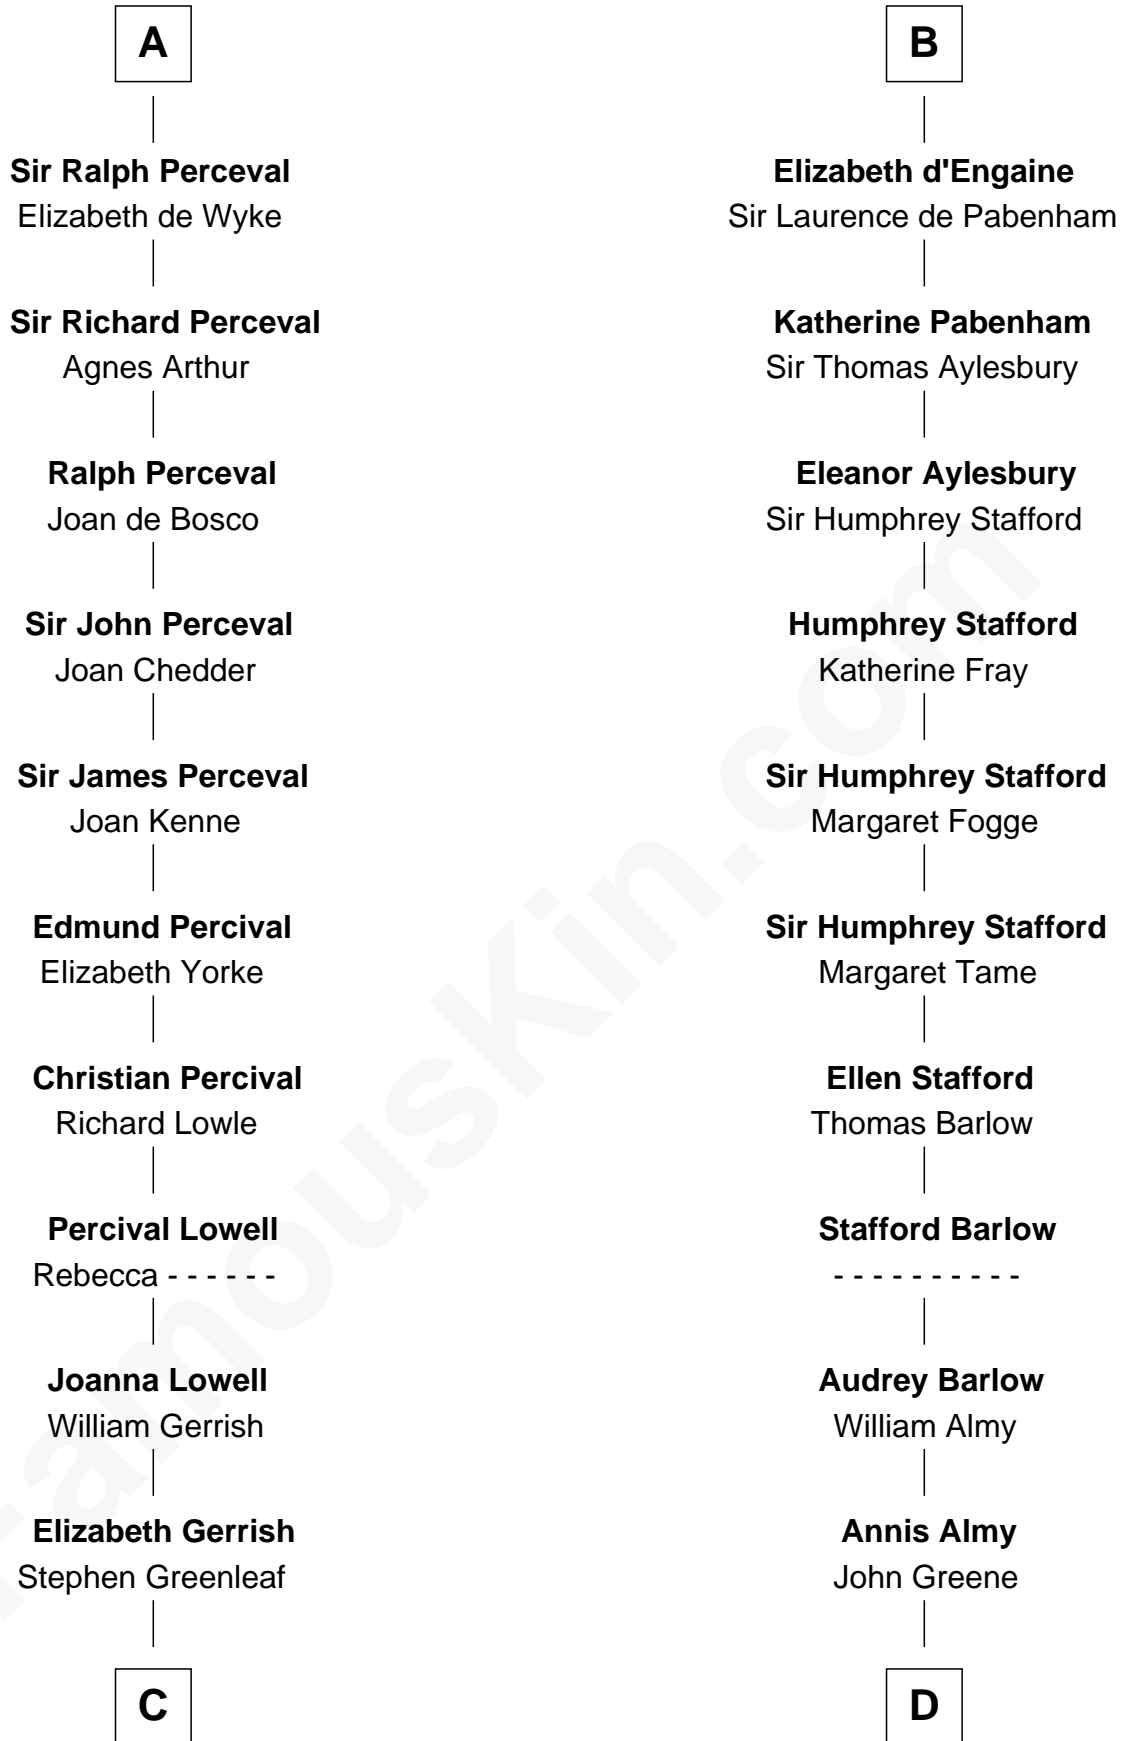 A
Sir Ralph Perceval
Elizabeth de Wyke
Sir Richard Perceval
Agnes Arthur
Ralph Perceval
Joan de Bosco
Sir John Perceval
Joan Chedder
Sir James Perceval
Joan Kenne
Edmund Percival
Elizabeth Yorke
Christian Percival
Richard Lowle
Percival Lowell
Rebecca - - - - - -
Joanna Lowell
William Gerrish
Elizabeth Gerrish
Stephen Greenleaf
C
B
Elizabeth d'Engaine
Sir Laurence de Pabenham
Katherine Pabenham
Sir Thomas Aylesbury
Eleanor Aylesbury
Sir Humphrey Stafford
Humphrey Stafford
Katherine Fray
Sir Humphrey Stafford
Margaret Fogge
Sir Humphrey Stafford
Margaret Tame
Ellen Stafford
Thomas Barlow
Stafford Barlow
- - - - - - - - - -
Audrey Barlow
William Almy
Annis Almy
John Greene
D
FamousKin.com